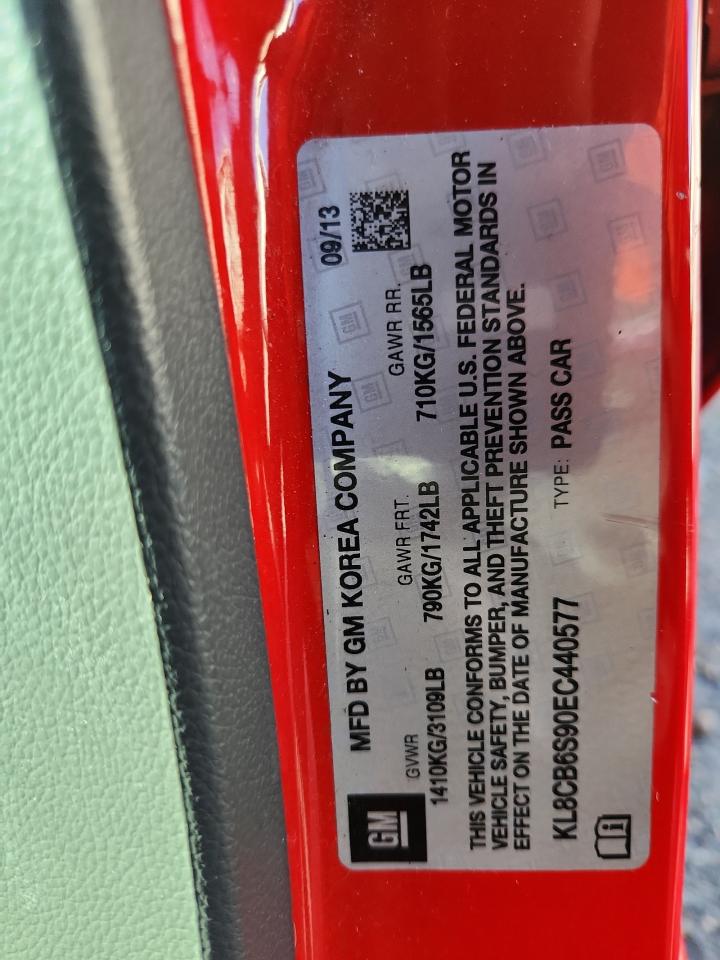 GM
MFD BY GM KOREA COMPANY 09/13
GVWR GAWR FRT. GAWR RR.
1410KG/3109LB 790KG/1742LB 710KG/1565LB
THIS VEHICLE CONFORMS TO ALL APPLICABLE U.S. FEDERAL MOTOR
VEHICLE SAFETY, BUMPER, AND THEFT PREVENTION STANDARDS IN
EFFECT ON THE DATE OF MANUFACTURE SHOWN ABOVE.
KL8CB6S90EC440577 TYPE: PASS CAR